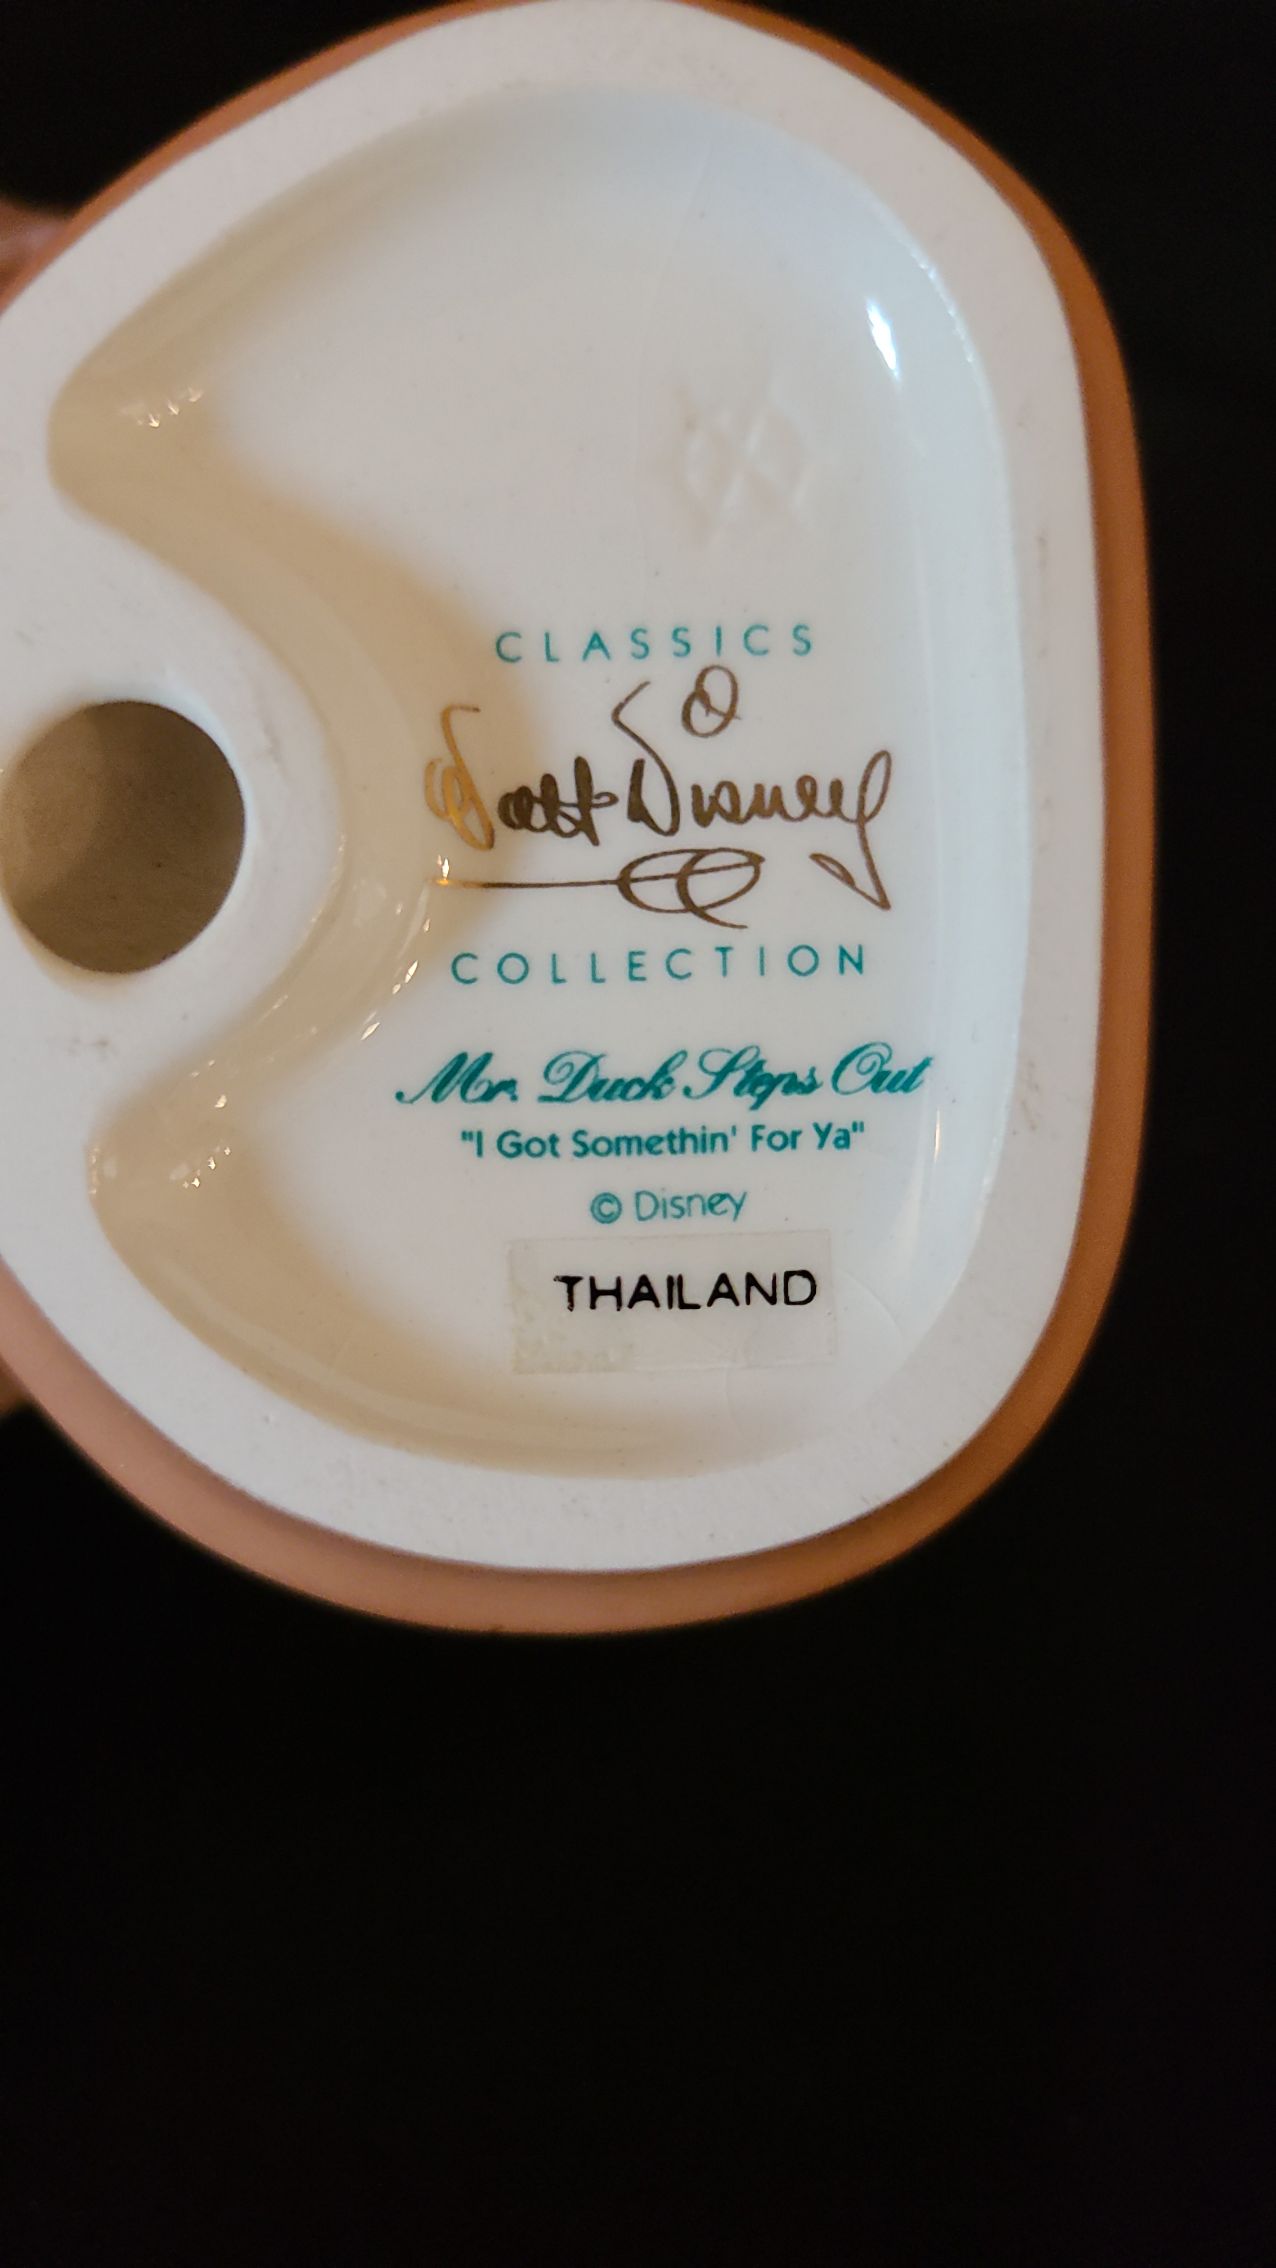 CLASSICS
Walt Disney
COLLECTION
Mr. Duck Steps Out
"I Got Somethin' For Ya"
© Disney
THAILAND